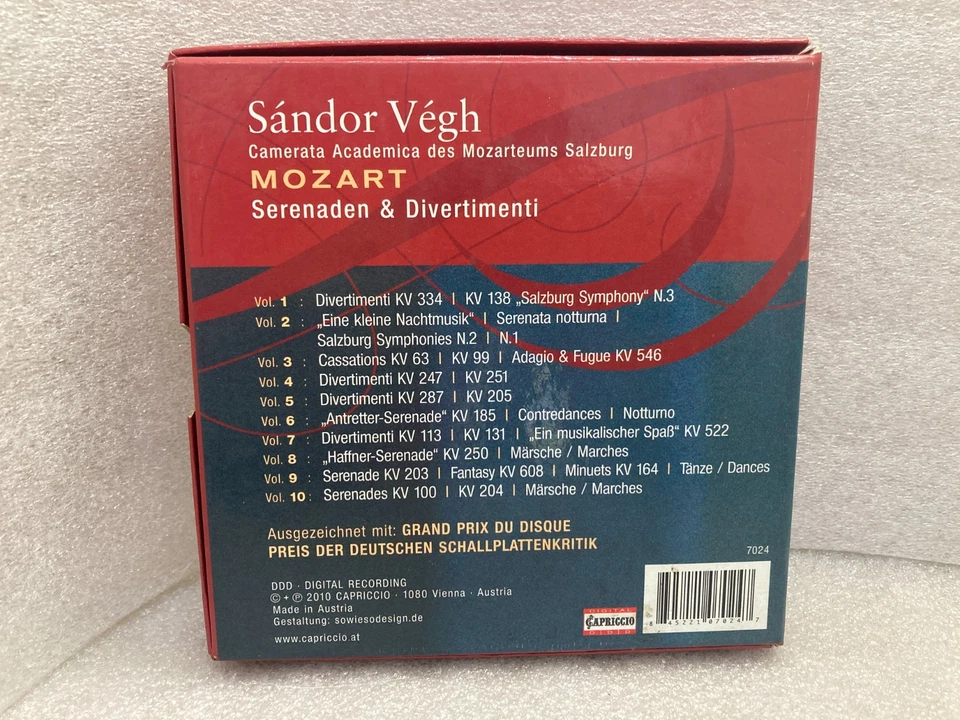 Sándor Végh
Camerata Academica des Mozarteums Salzburg
MOZART
Serenaden & Divertimenti
Vol. 1 : Divertimenti KV 334 | KV 138 „Salzburg Symphony“ N.3
Vol. 2 : „Eine kleine Nachtmusik“ | Serenata notturna |
Salzburg Symphonies N.2 | N.1
Vol. 3 : Cassations KV 63 | KV 99 | Adagio & Fugue KV 546
Vol. 4 : Divertimenti KV 247 | KV 251
Vol. 5 : Divertimenti KV 287 | KV 205
Vol. 6 : „Antretter-Serenade“ KV 185 | Contredances | Notturno
Vol. 7 : Divertimenti KV 113 | KV 131 | „Ein musikalischer Spaß“ KV 522
Vol. 8 : „Haffner-Serenade“ KV 250 | Märsche / Marches
Vol. 9 : Serenade KV 203 | Fantasy KV 608 | Minuets KV 164 | Tänze / Dances
Vol. 10 : Serenades KV 100 | KV 204 | Märsche / Marches
Ausgezeichnet mit: GRAND PRIX DU DISQUE
PREIS DER DEUTSCHEN SCHALLPLATTENKRITIK
7024
DDD · DIGITAL RECORDING
© + ℗ 2010 CAPRICCIO · 1080 Vienna · Austria
Made in Austria
Gestaltung: sowiesodesign.de
www.capriccio.at
DIGITAL
CAPRICCIO
DDD
8 45221 07024 7